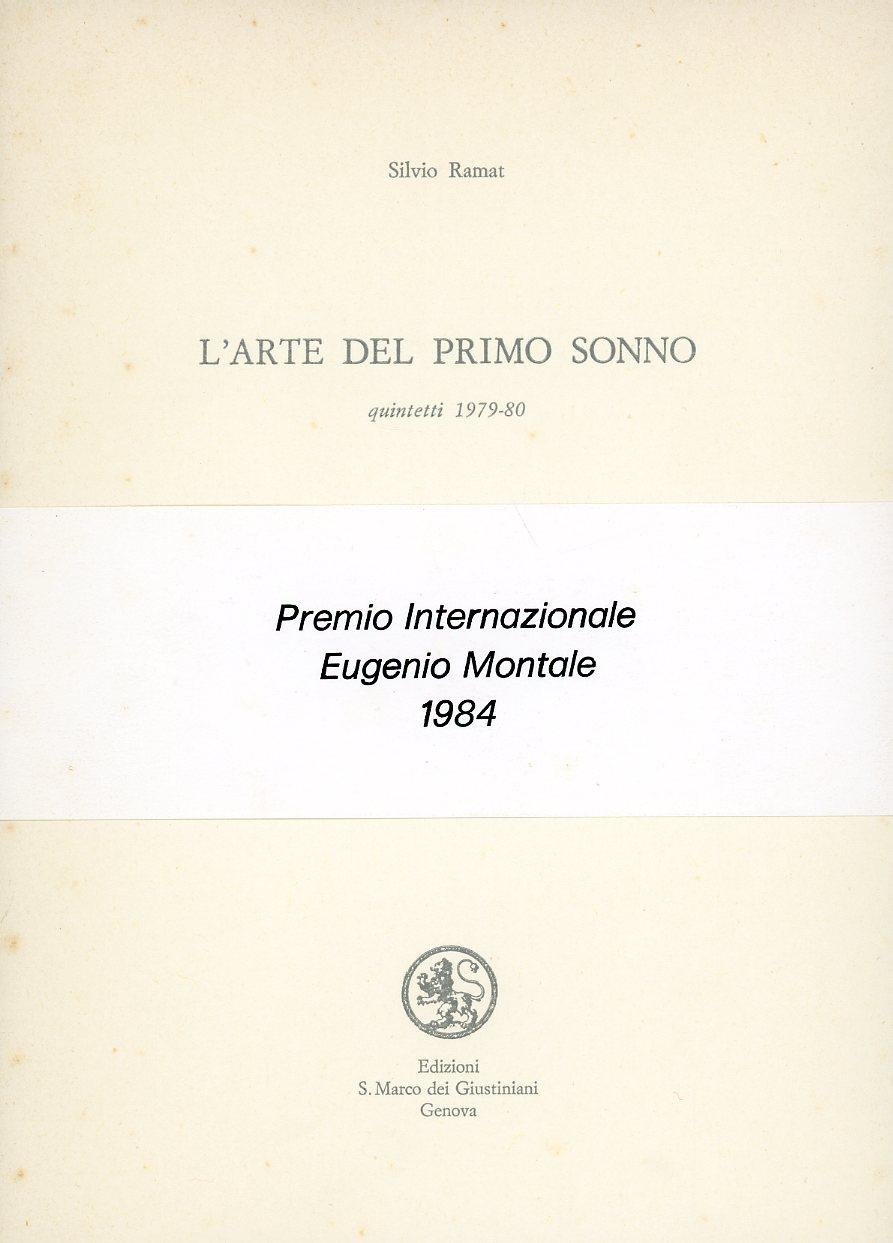 Silvio Ramat
L'ARTE DEL PRIMO SONNO
quintetti 1979-80
Premio Internazionale
Eugenio Montale
1984
Edizioni
S. Marco dei Giustiniani
Genova